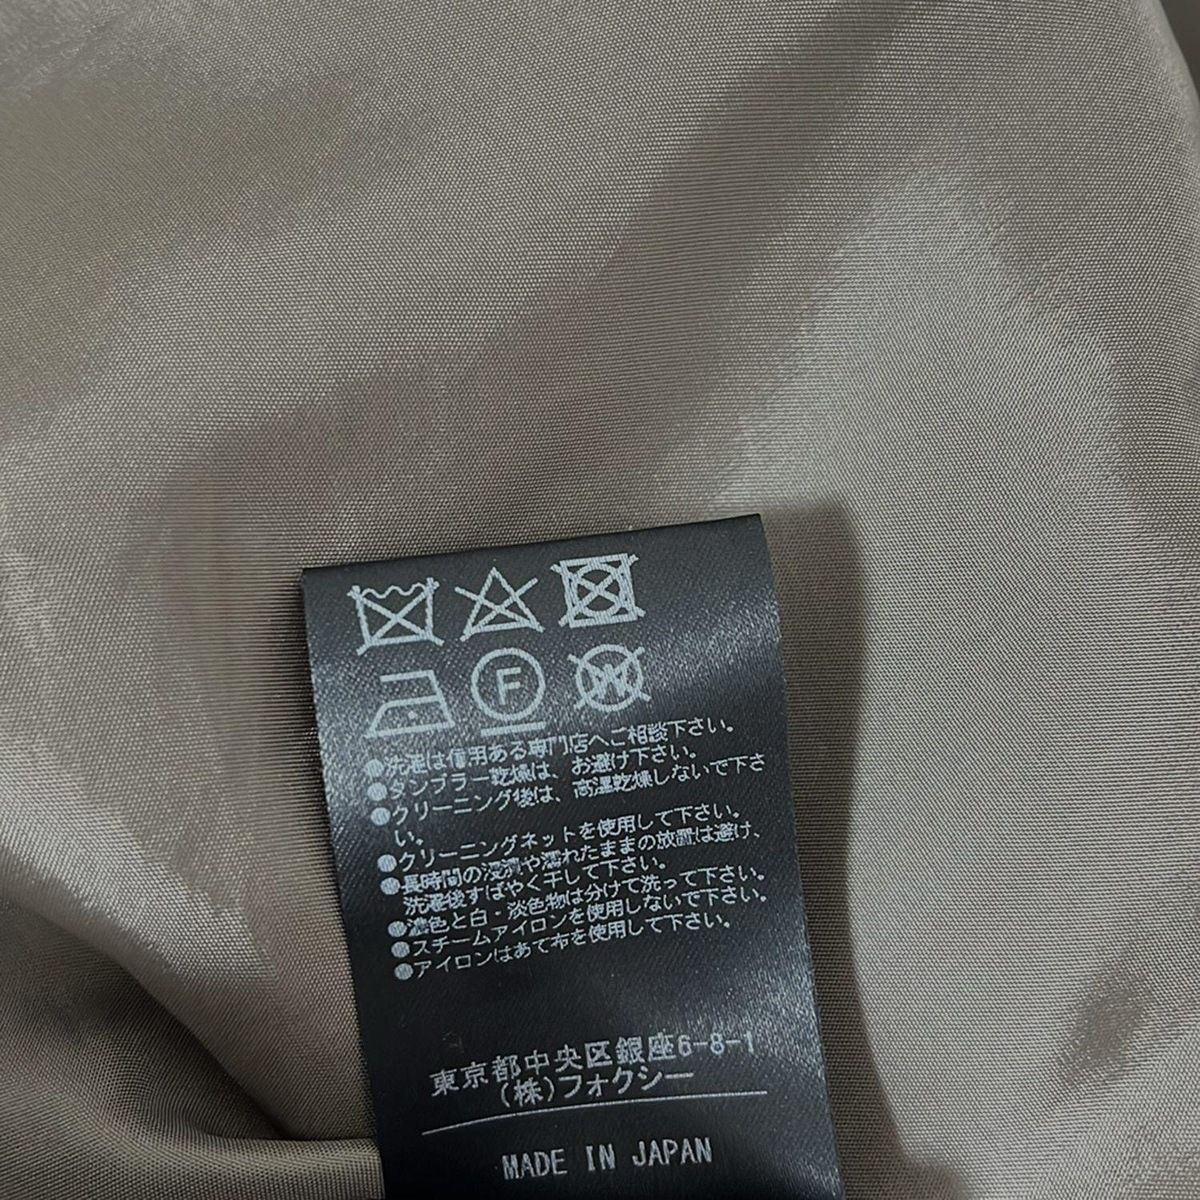 F W
●洗濯は信用ある専門店へご相談下さい。
●タンブラー乾燥は、お避け下さい。
●クリーニング後は、高温乾燥しないで下さ
い。
●クリーニングネットを使用して下さい。
●長時間の浸漬や濡れたままの放置は避け、
洗濯後すばやく干して下さい。
●濃色と白・淡色物は分けて洗って下さい。
●スチームアイロンを使用しないで下さい。
●アイロンはあて布を使用して下さい。
東京都中央区銀座6-8-1
(株)フォクシー
MADE IN JAPAN